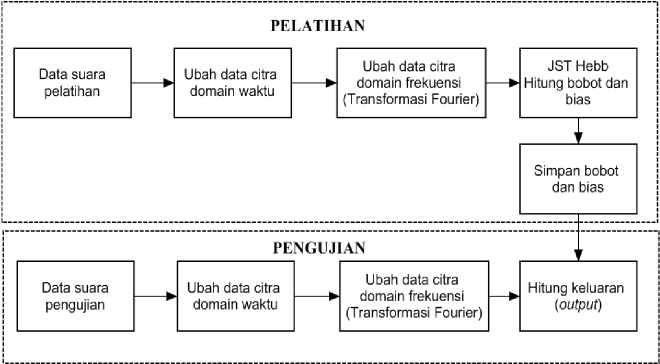 PELATIHAN
Data suara
pelatihan
Ubah data citra
domain waktu
Ubah data citra
domain frekuensi
(Transformasi Fourier)
JST Hebb
Hitung bobot dan
bias
Simpan bobot
dan bias
PENGUJIAN
Data suara
pengujian
Ubah data citra
domain waktu
Ubah data citra
domain frekuensi
(Transformasi Fourier)
Hitung keluaran
(output)